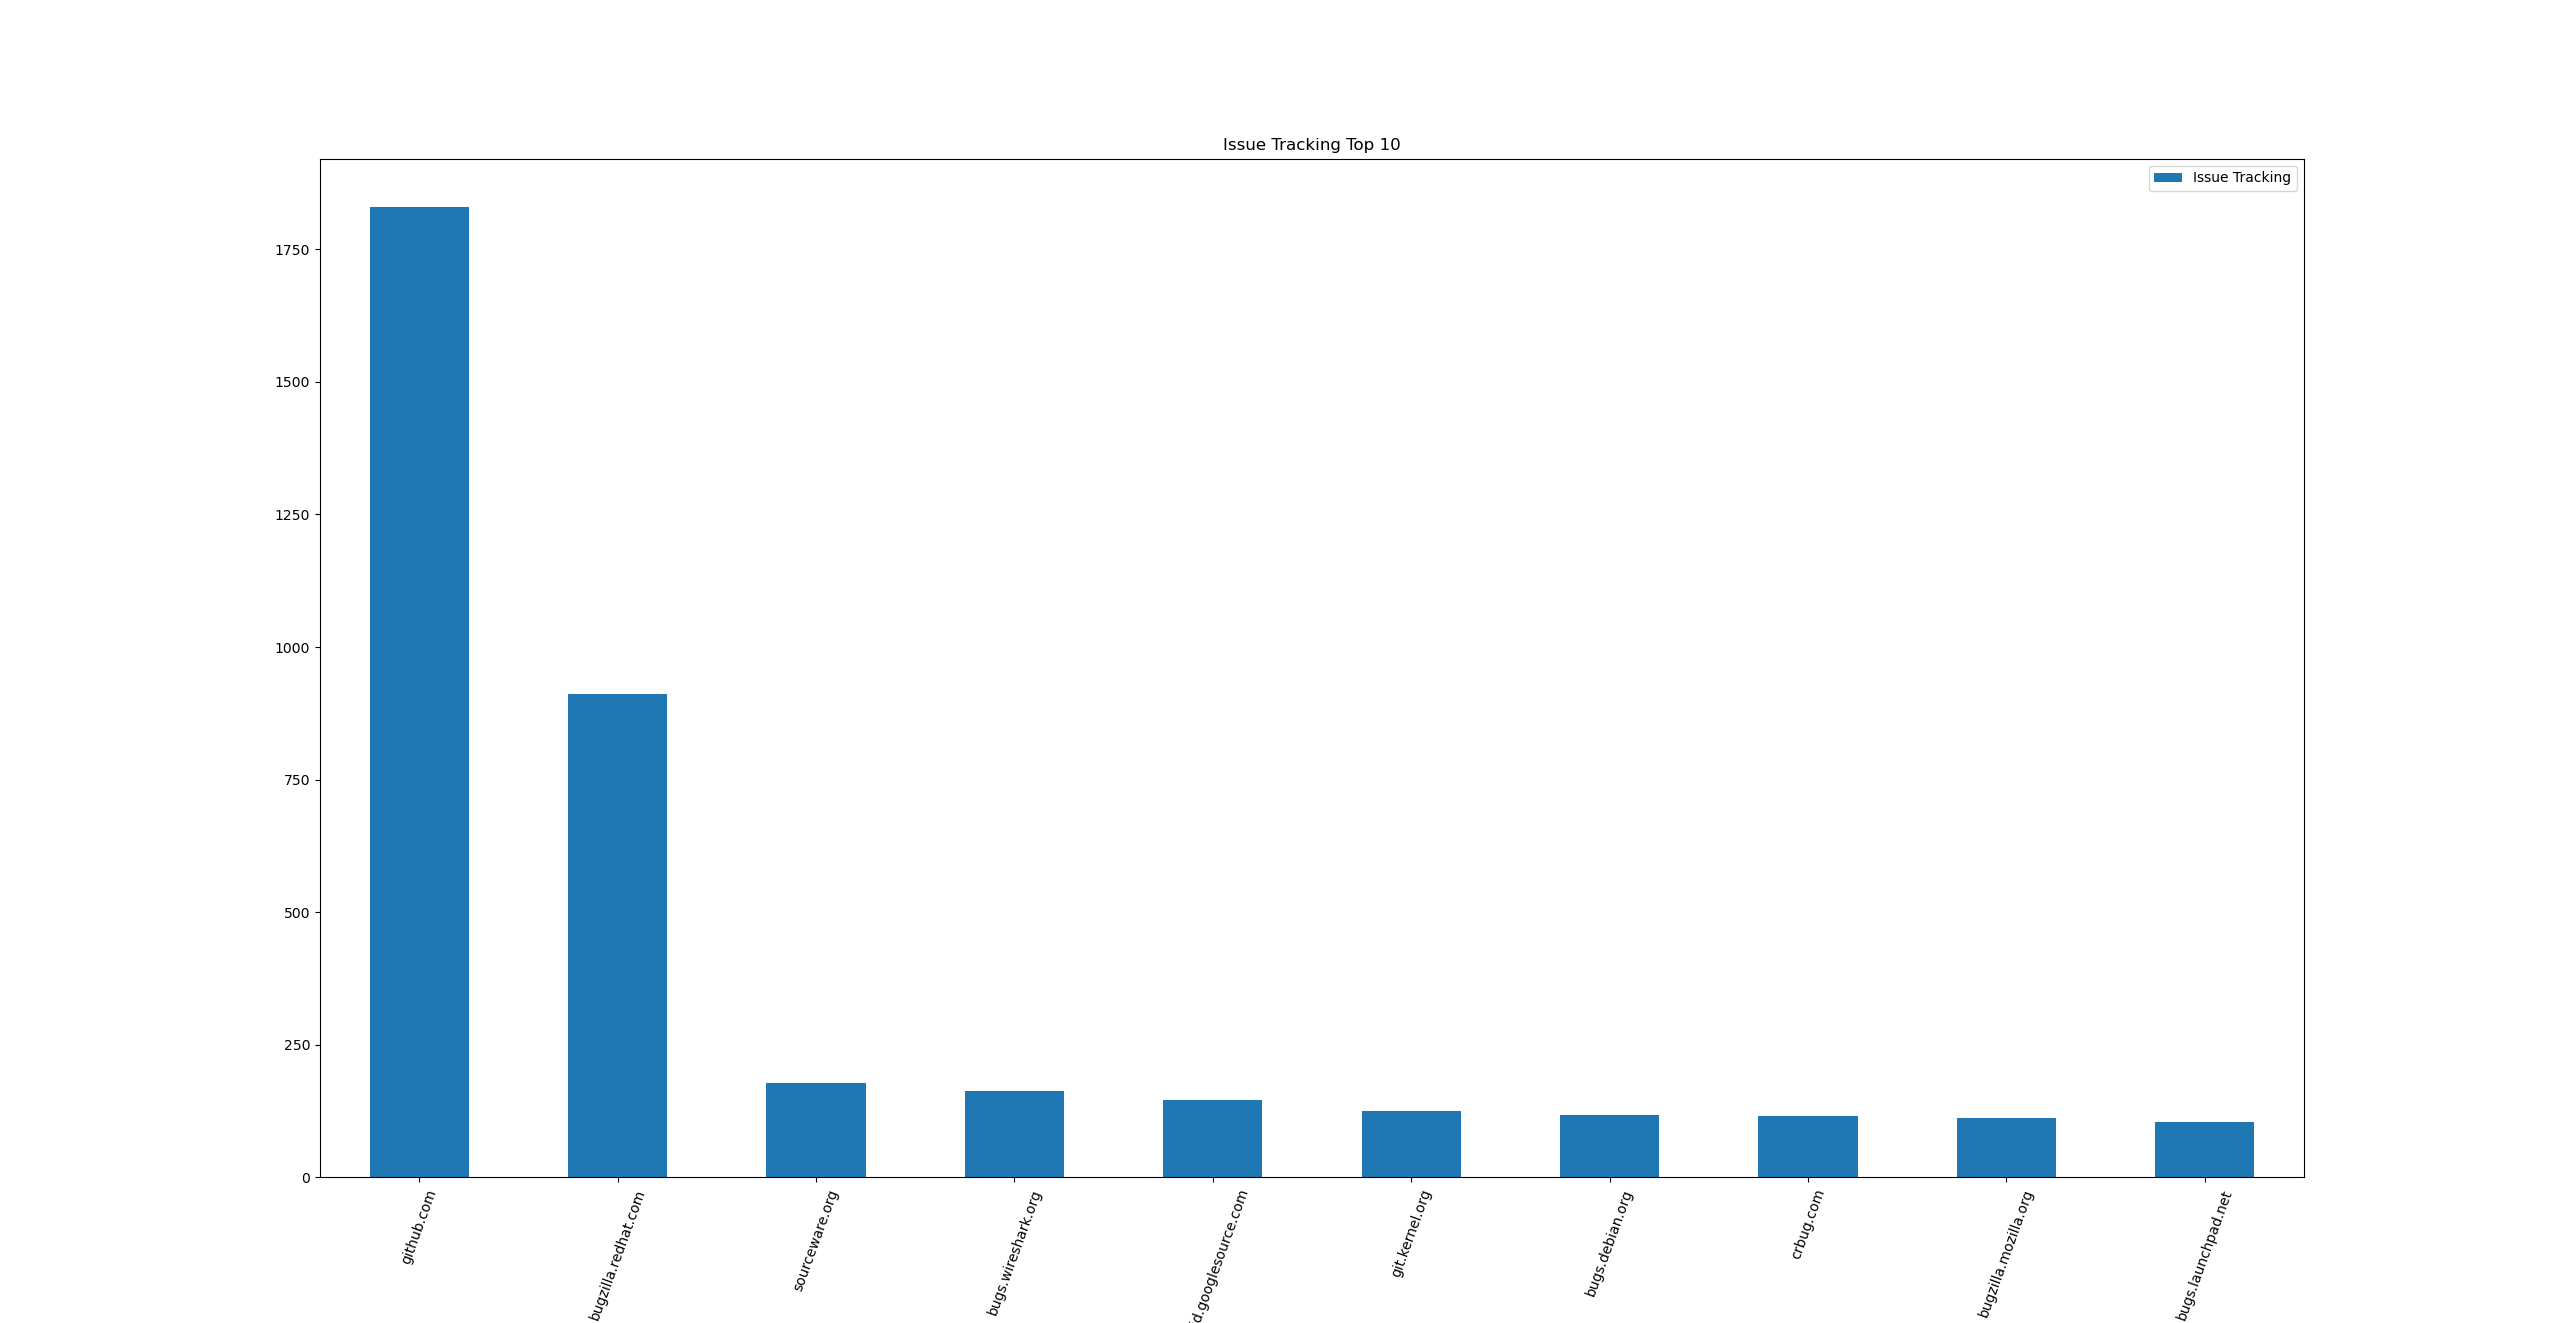 Issue Tracking Top 10
Issue Tracking
1750
1500
1250
1000
750
500
250
0
github.com
bugzilla.redhat.com
sourceware.org
bugs.wireshark.org
d.googlesource.com
git.kernel.org
bugs.debian.org
crbug.com
bugzilla.mozilla.org
bugs.launchpad.net